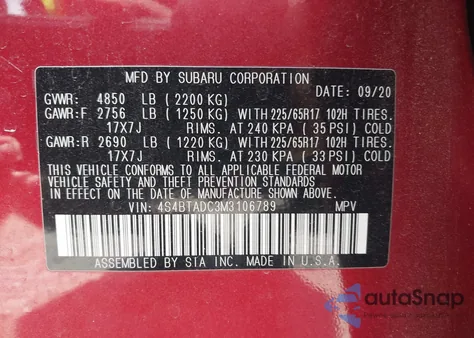 MFD BY SUBARU CORPORATION
DATE: 09/20
GVWR: 4850 LB ( 2200 KG)
GAWR:F 2756 LB ( 1250 KG) WITH 225/65R17 102H TIRES.
17X7J RIMS. AT 240 KPA ( 35 PSI) COLD
GAWR:R 2690 LB ( 1220 KG) WITH 225/65R17 102H TIRES.
17X7J RIMS. AT 230 KPA ( 33 PSI) COLD
THIS VEHICLE CONFORMS TO ALL APPLICABLE FEDERAL MOTOR
VEHICLE SAFETY, BUMPER, AND THEFT PREVENTION STANDARDS
IN EFFECT ON THE DATE OF MANUFACTURE SHOWN ABOVE.
VIN: 4S4BTADC3M3106789 MPV
ASSEMBLED BY SIA INC. MADE IN U.S.A.
autoSnap